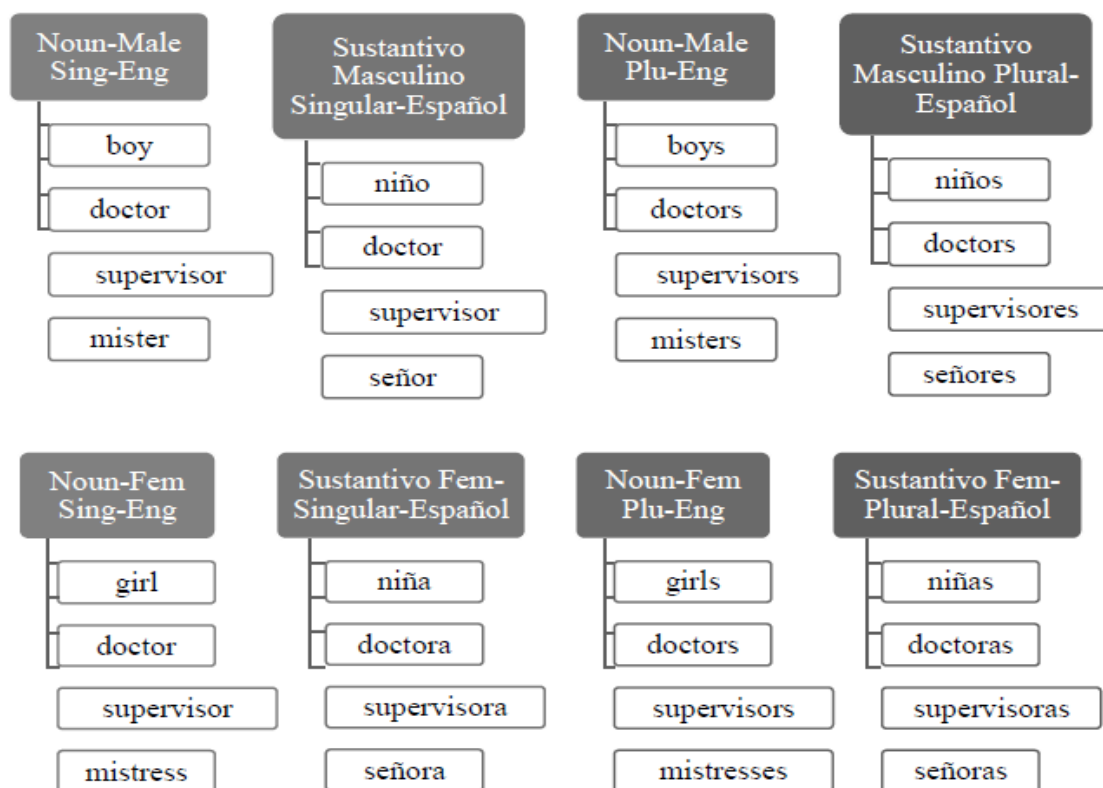 Noun-Male
Sing-Eng
boy
doctor
supervisor
mister
Sustantivo
Masculino
Singular-Español
niño
doctor
supervisor
señor
Noun-Male
Plu-Eng
boys
doctors
supervisors
misters
Sustantivo
Masculino Plural-
Español
niños
doctors
supervisores
señores
Noun-Fem
Sing-Eng
girl
doctor
supervisor
mistress
Sustantivo Fem-
Singular-Español
niña
doctora
supervisora
señora
Noun-Fem
Plu-Eng
girls
doctors
supervisors
mistresses
Sustantivo Fem-
Plural-Español
niñas
doctoras
supervisoras
señoras